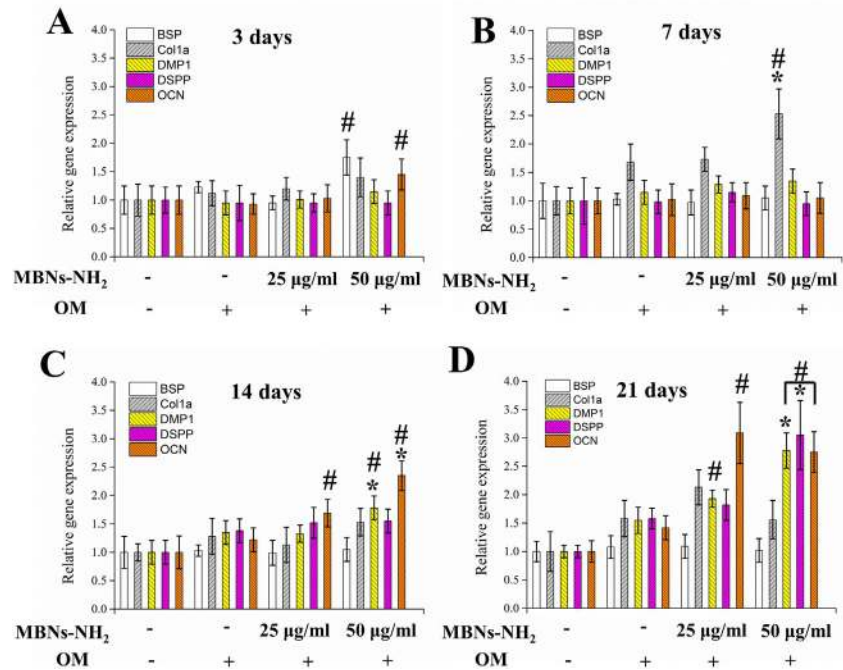 A
3 days
4.0
3.5
3.0
2.5
2.0
1.5
1.0
0.5
0.0
Relative gene expression
BSP
Col1a
DMP1
DSPP
OCN
#
#
MBNs-NH2 - - 25 μg/ml 50 μg/ml
OM - + + +
B
7 days
4.0
3.5
3.0
2.5
2.0
1.5
1.0
0.5
0.0
Relative gene expression
BSP
Col1a
DMP1
DSPP
OCN
#
*
MBNs-NH2 - - 25 μg/ml 50 μg/ml
OM - + + +
C
14 days
4.0
3.5
3.0
2.5
2.0
1.5
1.0
0.5
0.0
Relative gene expression
BSP
Col1a
DMP1
DSPP
OCN
#
#
*
#
*
MBNs-NH2 - - 25 μg/ml 50 μg/ml
OM - + + +
D
21 days
4.0
3.5
3.0
2.5
2.0
1.5
1.0
0.5
0.0
Relative gene expression
BSP
Col1a
DMP1
DSPP
OCN
#
#
#
* *
MBNs-NH2 - - 25 μg/ml 50 μg/ml
OM - + + +